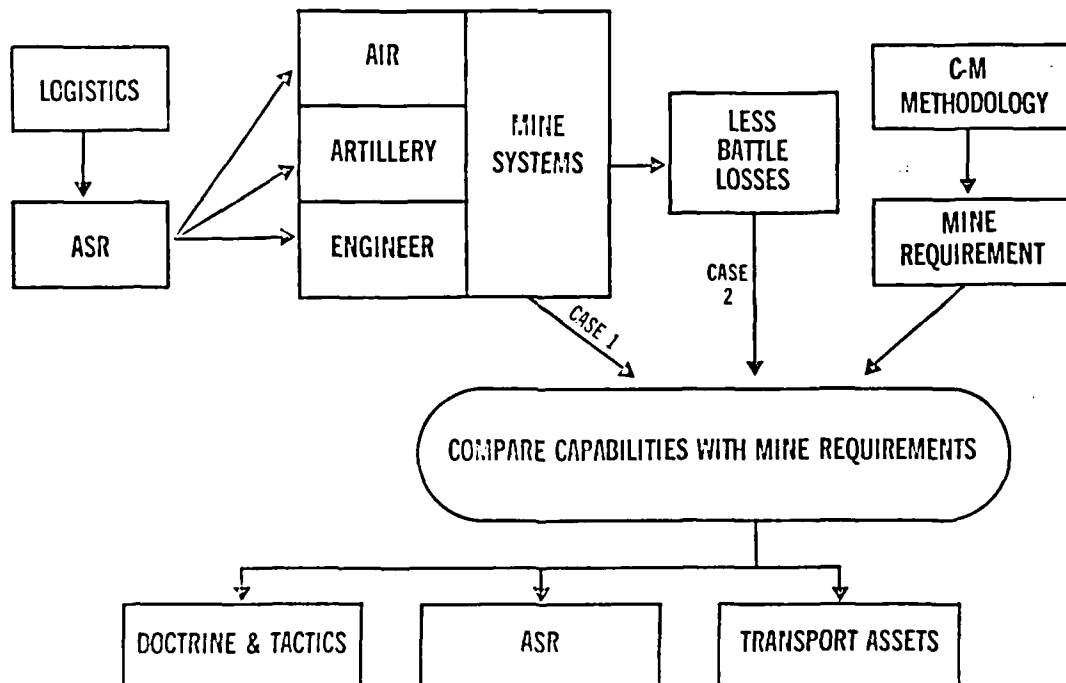 LOGISTICS
ASR
AIR
ARTILLERY
ENGINEER
MINE
SYSTEMS
LESS
BATTLE
LOSSES
C-M
METHODOLOGY
MINE
REQUIREMENT
CASE 1
CASE
2
COMPARE CAPABILITIES WITH MINE REQUIREMENTS
DOCTRINE & TACTICS
ASR
TRANSPORT ASSETS